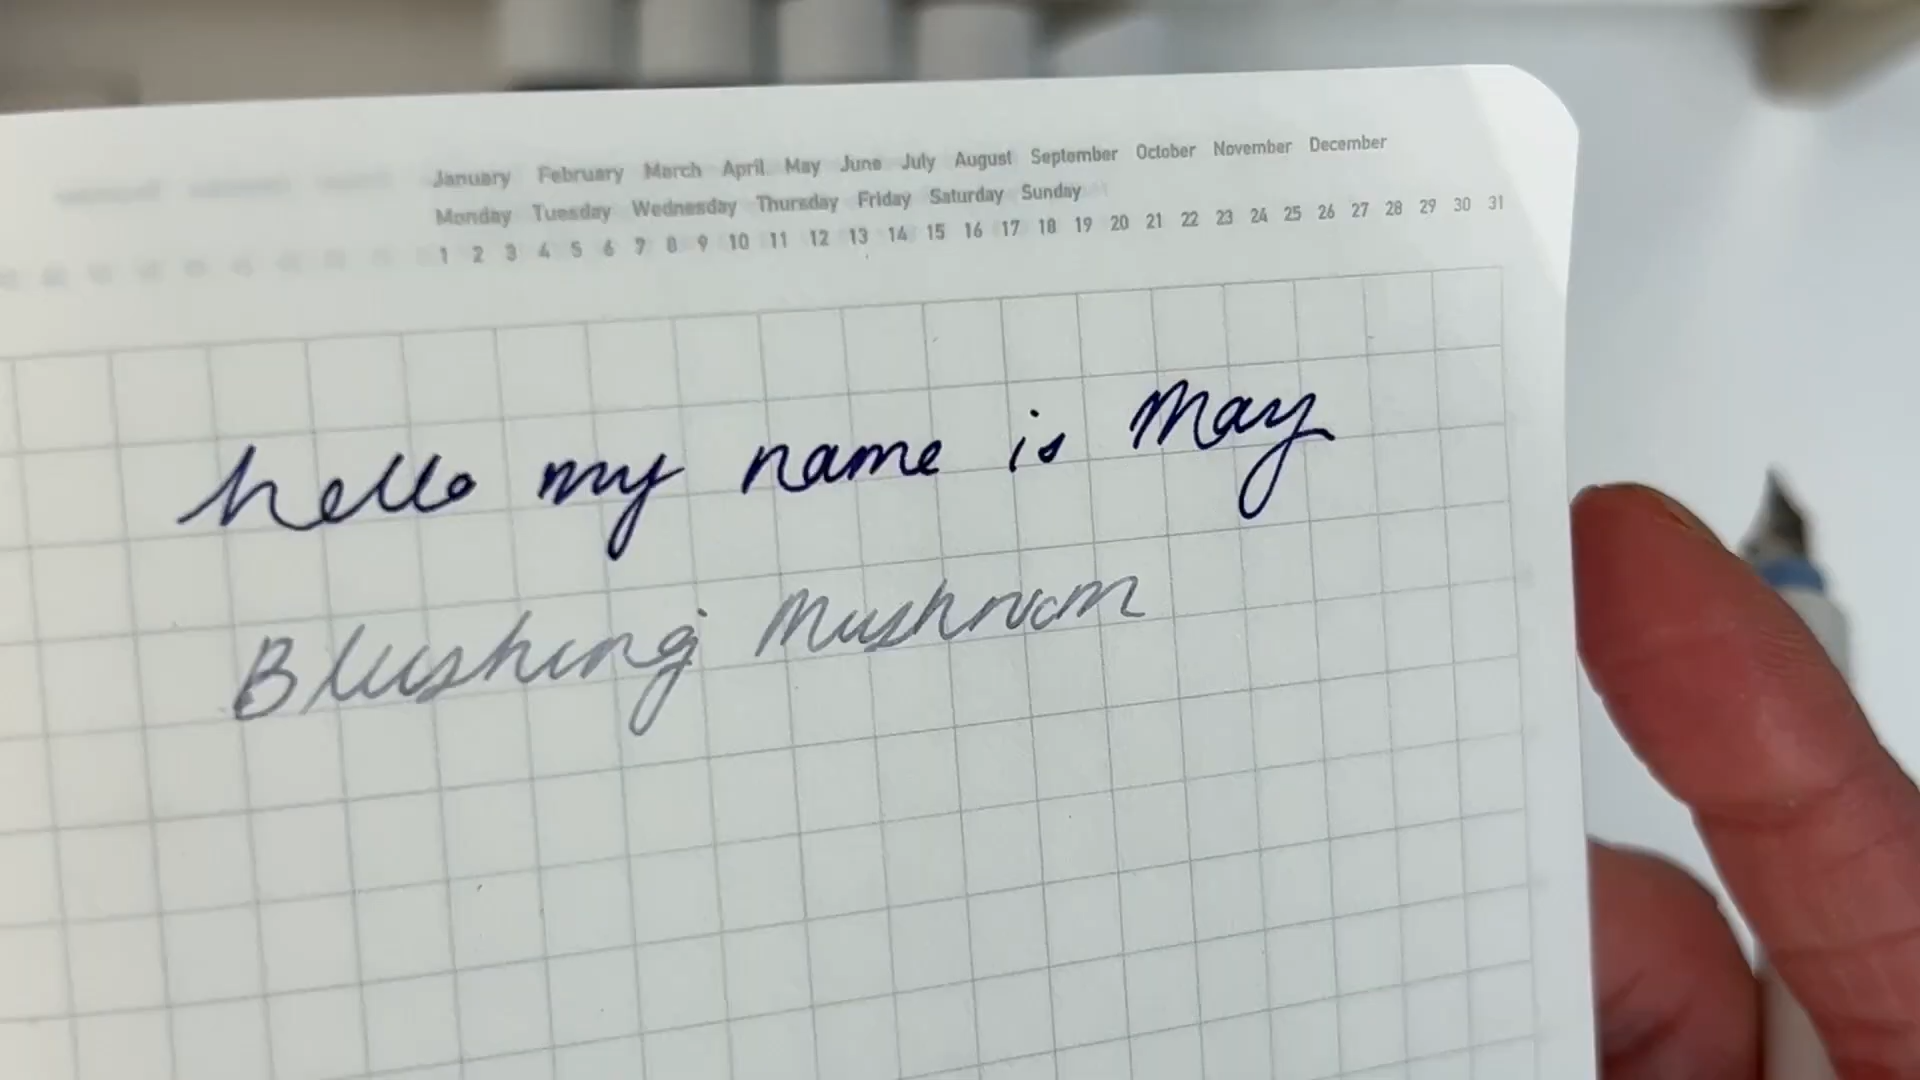 January February March April May June July August September October November December
Monday Tuesday Wednesday Thursday Friday Saturday Sunday
1 2 3 4 5 6 7 8 9 10 11 12 13 14 15 16 17 18 19 20 21 22 23 24 25 26 27 28 29 30 31
hello my name is May
Blushing Mushroom